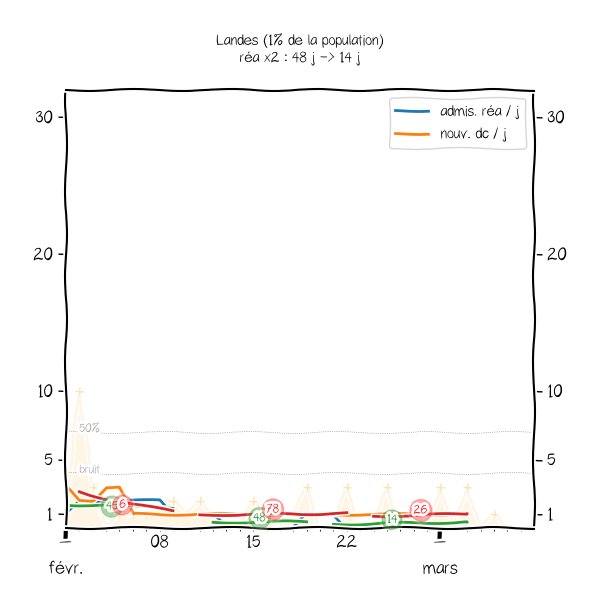 Landes (1% de la population)
réa x2 : 48 j -> 14 j
admis. réa / j
nouv. dc / j
30 30
20 20
10 10
50%
bruit
5 5
6
78
48
26
14
1 1
08 15 22
févr. mars